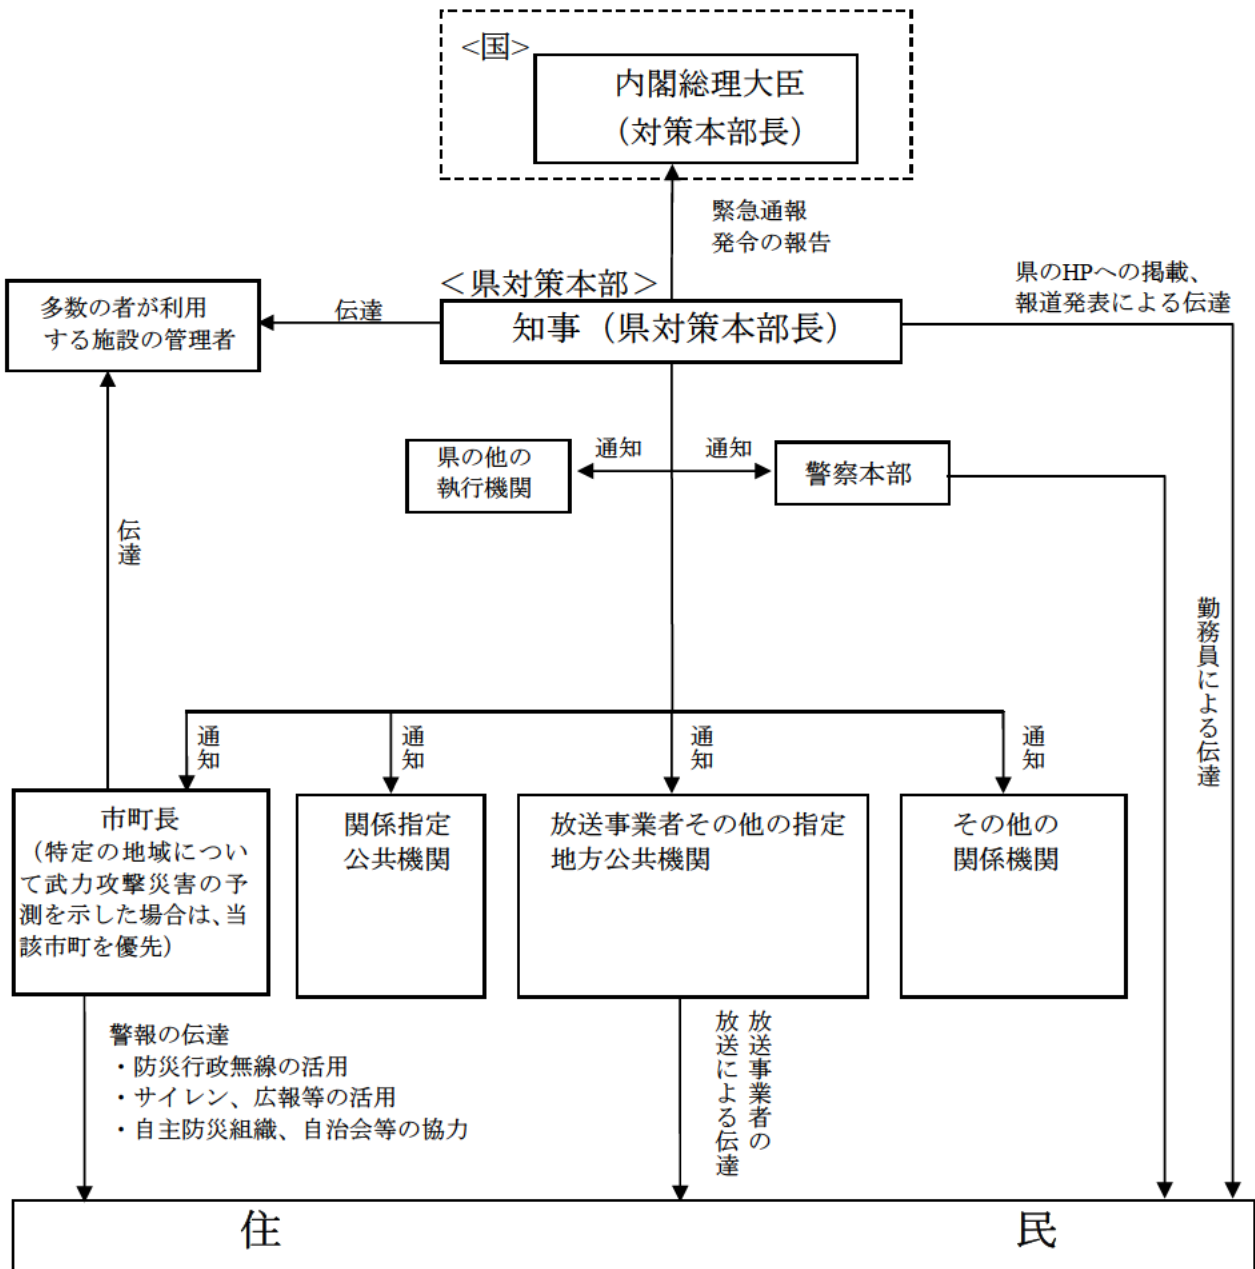 <国>
内閣総理大臣
（対策本部長）
緊急通報
発令の報告
＜県対策本部＞
県のHPへの掲載、
報道発表による伝達
多数の者が利用
する施設の管理者
伝達
知事（県対策本部長）
県の他の
執行機関
通知
通知
警察本部
伝達
勤務員による伝達
通知
通知
通知
通知
市町長
（特定の地域につい
て武力攻撃災害の予
測を示した場合は、当
該市町を優先）
関係指定
公共機関
放送事業者その他の指定
地方公共機関
その他の
関係機関
警報の伝達
・防災行政無線の活用
・サイレン、広報等の活用
・自主防災組織、自治会等の協力
放送事業者の
放送による伝達
住民